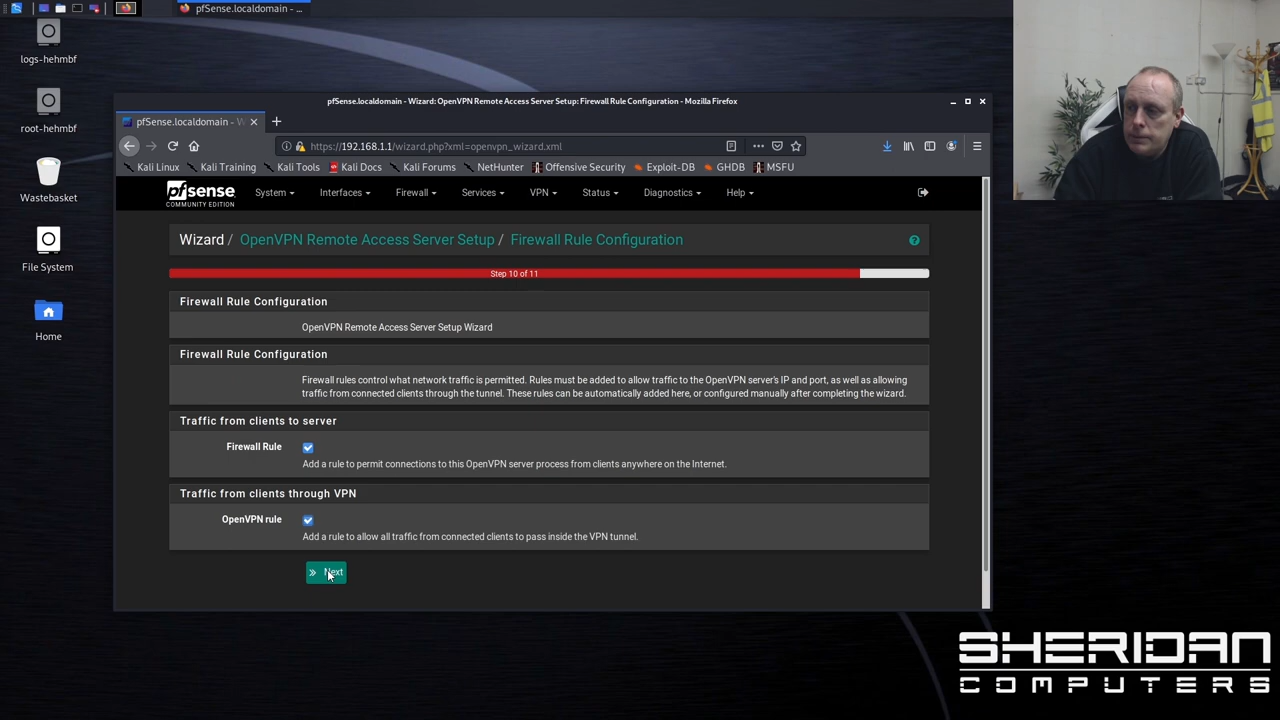 pfSense.localdomain - ...
logs-hehmbf
root-hehmbf
Wastebasket
File System
Home
pfSense.localdomain - Wizard: OpenVPN Remote Access Server Setup: Firewall Rule Configuration - Mozilla Firefox
pfSense.localdomain - W
https://192.168.1.1/wizard.php?xml=openvpn_wizard.xml
Kali Linux Kali Training Kali Tools Kali Docs Kali Forums NetHunter Offensive Security Exploit-DB GHDB MSFU
pfsense
COMMUNITY EDITION
System Interfaces Firewall Services VPN Status Diagnostics Help
Wizard / OpenVPN Remote Access Server Setup / Firewall Rule Configuration
Step 10 of 11
Firewall Rule Configuration
OpenVPN Remote Access Server Setup Wizard
Firewall Rule Configuration
Firewall rules control what network traffic is permitted. Rules must be added to allow traffic to the OpenVPN server's IP and port, as well as allowing
traffic from connected clients through the tunnel. These rules can be automatically added here, or configured manually after completing the wizard.
Traffic from clients to server
Firewall Rule
Add a rule to permit connections to this OpenVPN server process from clients anywhere on the Internet.
Traffic from clients through VPN
OpenVPN rule
Add a rule to allow all traffic from connected clients to pass inside the VPN tunnel.
Next
SHERIDAN
COMPUTERS